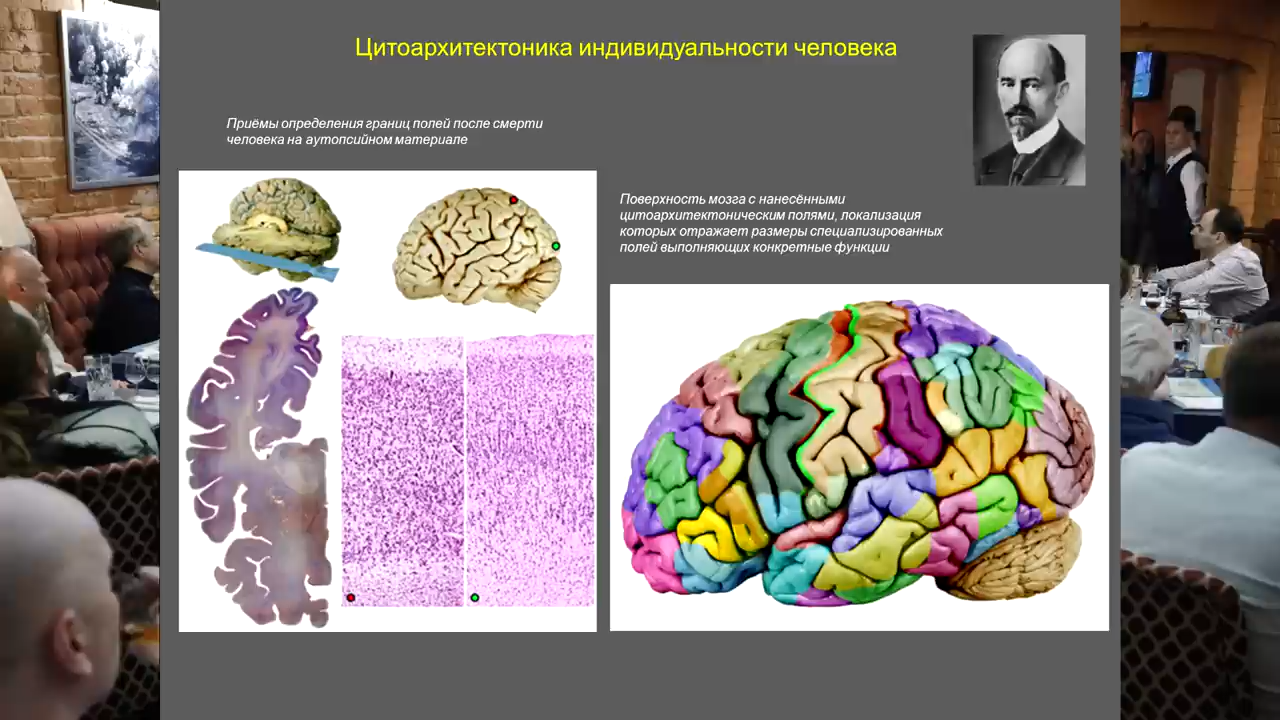 Цитоархитектоника индивидуальности человека
Приёмы определения границ полей после смерти
человека на аутопсийном материале
Поверхность мозга с нанесёнными
цитоархитектоническим полями, локализация
которых отражает размеры специализированных
полей выполняющих конкретные функции